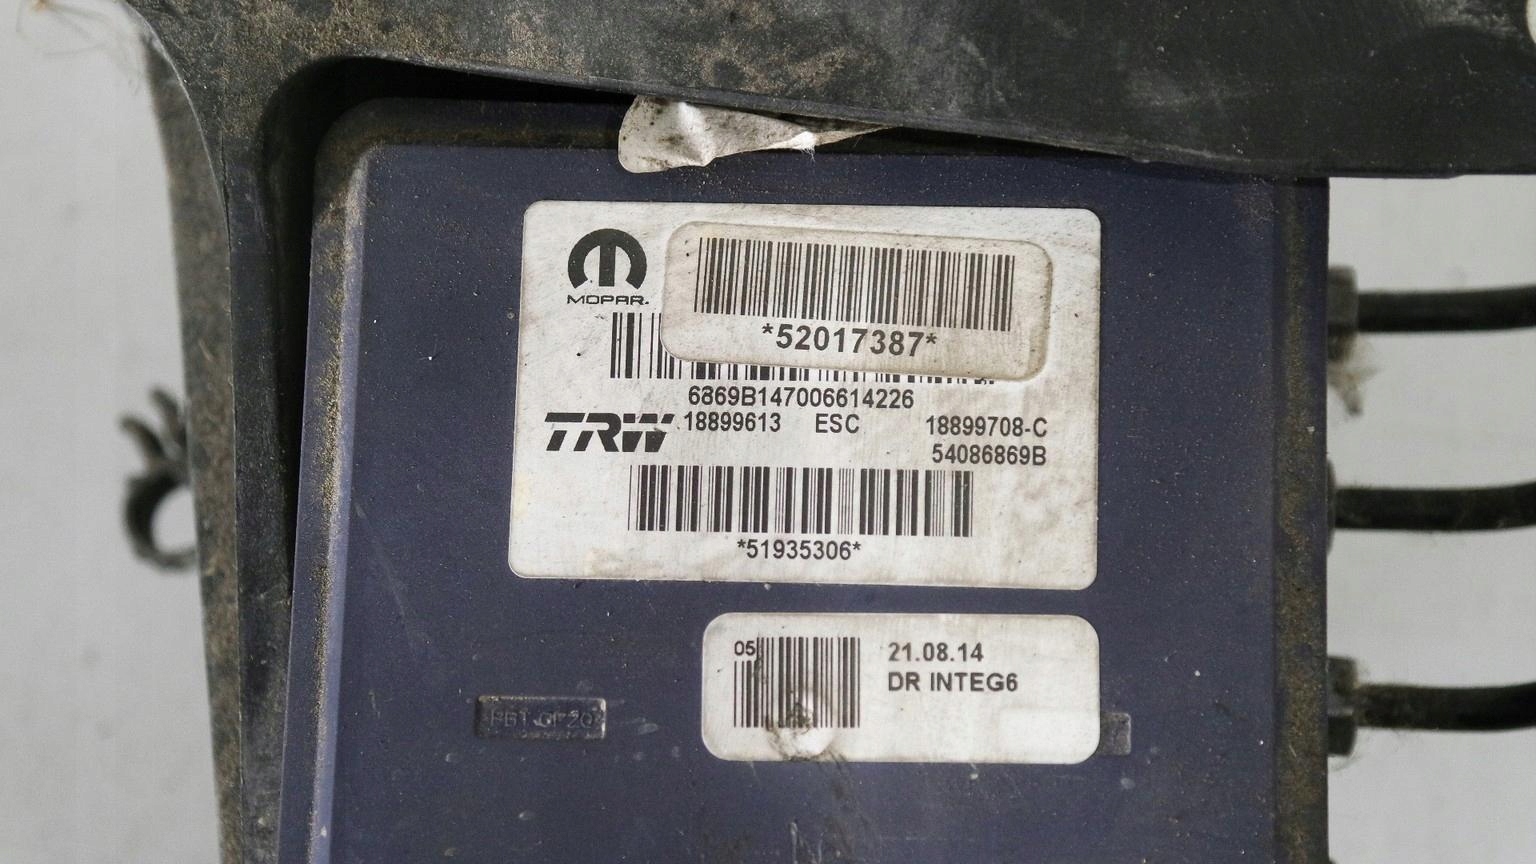 MOPAR.
*52017387*
6869B147006614226
TRW 18899613 ESC 18899708-C
54086869B
*51935306*
05
21.08.14
DR INTEG6